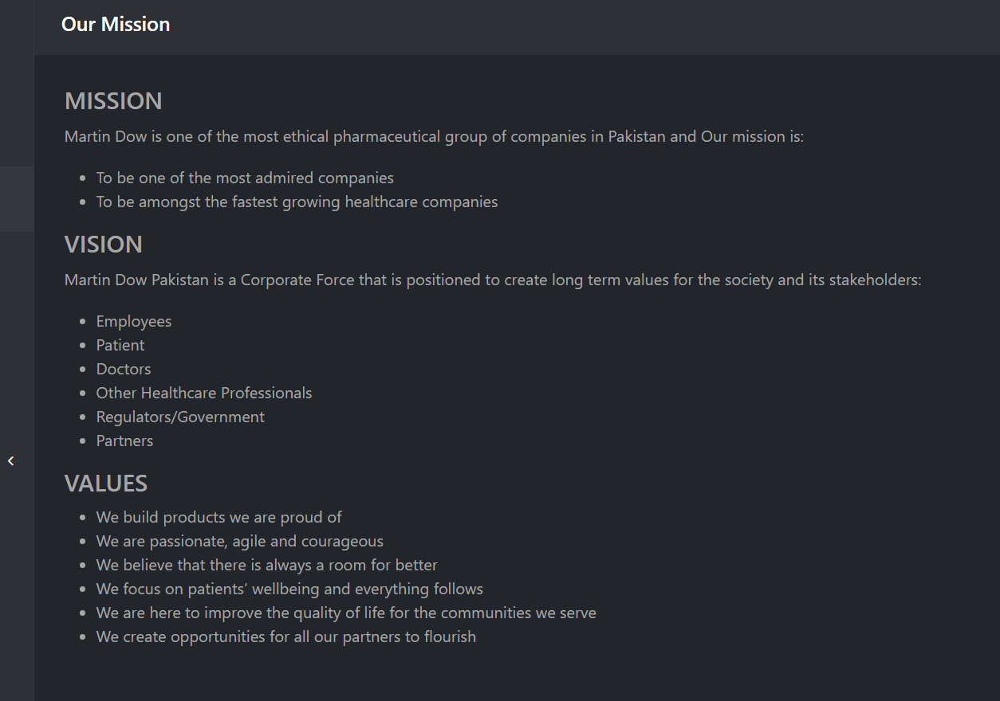 Our Mission
MISSION
Martin Dow is one of the most ethical pharmaceutical group of companies in Pakistan and Our mission is:
To be one of the most admired companies
To be amongst the fastest growing healthcare companies
VISION
Martin Dow Pakistan is a Corporate Force that is positioned to create long term values for the society and its stakeholders:
Employees
Patient
Doctors
Other Healthcare Professionals
Regulators/Government
Partners
VALUES
We build products we are proud of
We are passionate, agile and courageous
We believe that there is always a room for better
We focus on patients’ wellbeing and everything follows
We are here to improve the quality of life for the communities we serve
We create opportunities for all our partners to flourish